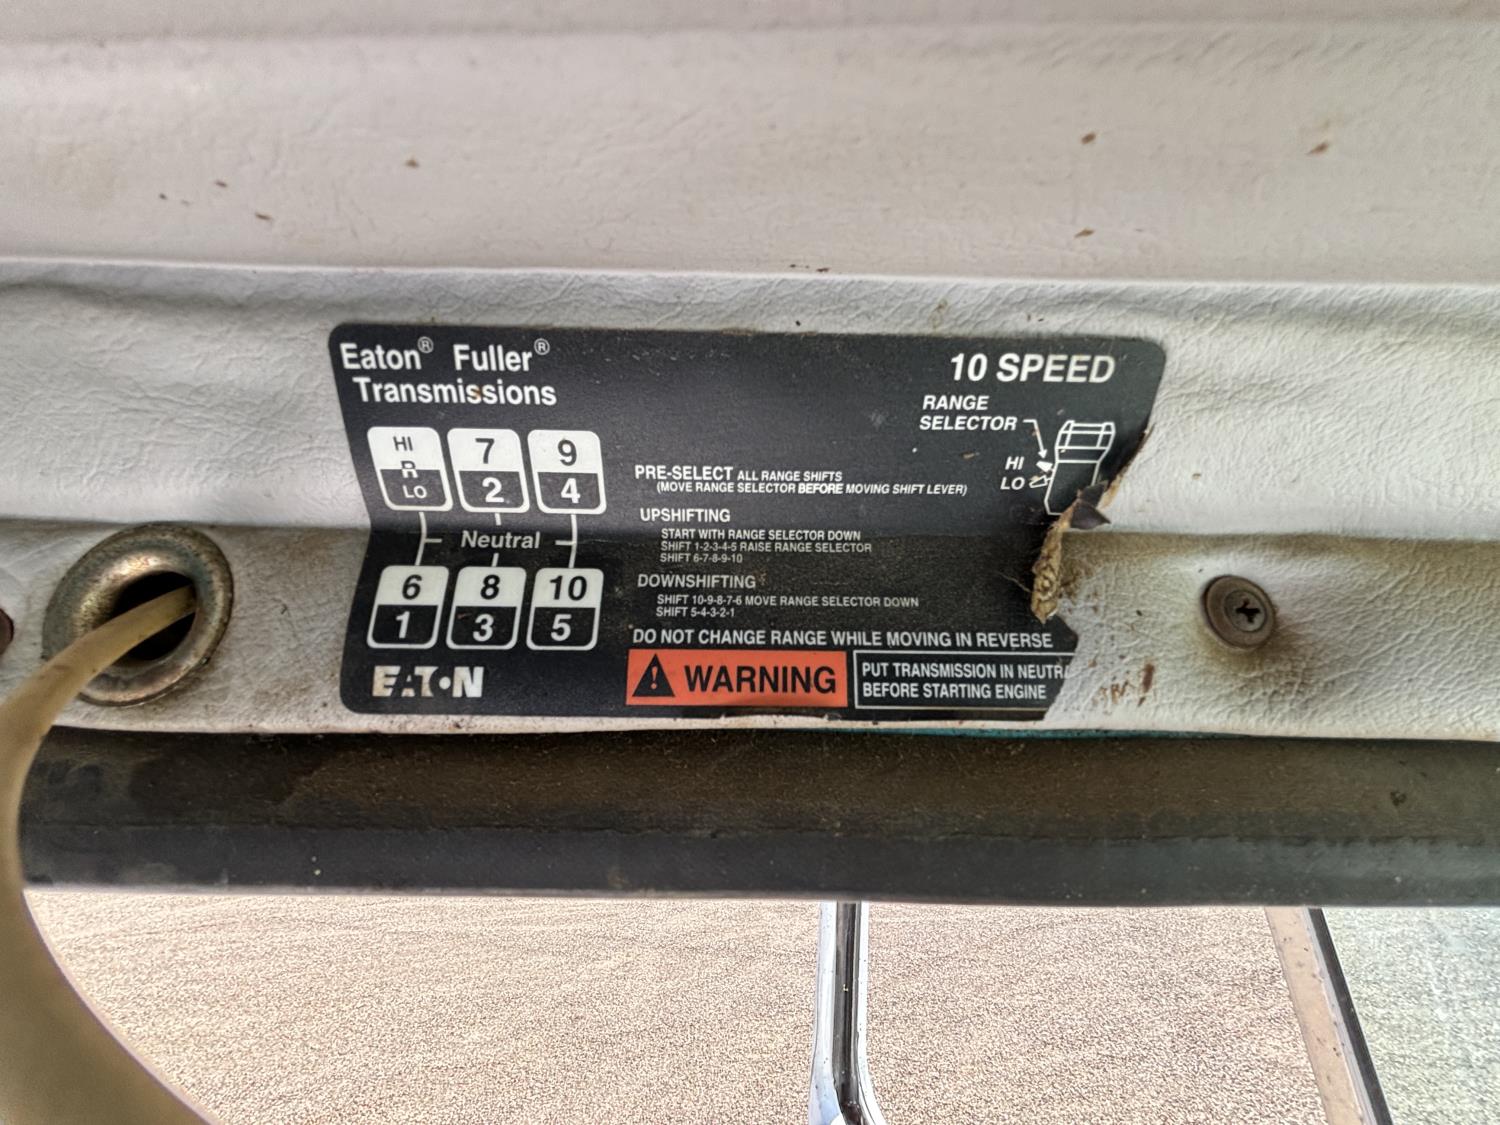 Eaton® Fuller®
Transmissions
10 SPEED
RANGE
SELECTOR
HI
LO
HI
R
LO
7
2
9
4
Neutral
6
1
8
3
10
5
EATON
PRE-SELECT ALL RANGE SHIFTS
(MOVE RANGE SELECTOR BEFORE MOVING SHIFT LEVER)
UPSHIFTING
START WITH RANGE SELECTOR DOWN
SHIFT 1-2-3-4-5 RAISE RANGE SELECTOR
SHIFT 6-7-8-9-10
DOWNSHIFTING
SHIFT 10-9-8-7-6 MOVE RANGE SELECTOR DOWN
SHIFT 5-4-3-2-1
DO NOT CHANGE RANGE WHILE MOVING IN REVERSE
WARNING
PUT TRANSMISSION IN NEUTRA
BEFORE STARTING ENGINE